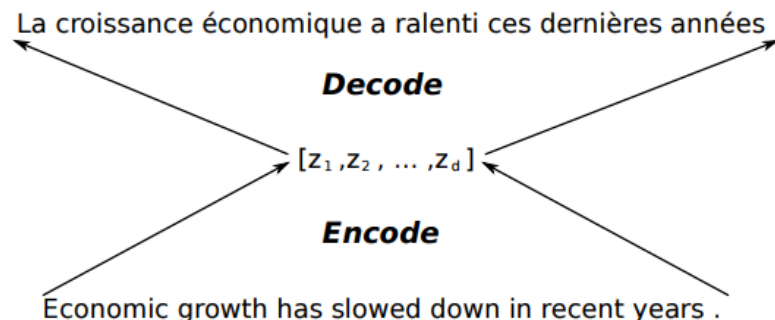 La croissance économique a ralenti ces dernières années
Decode
[z₁ ,z₂ , ... ,z_d ]
Encode
Economic growth has slowed down in recent years .